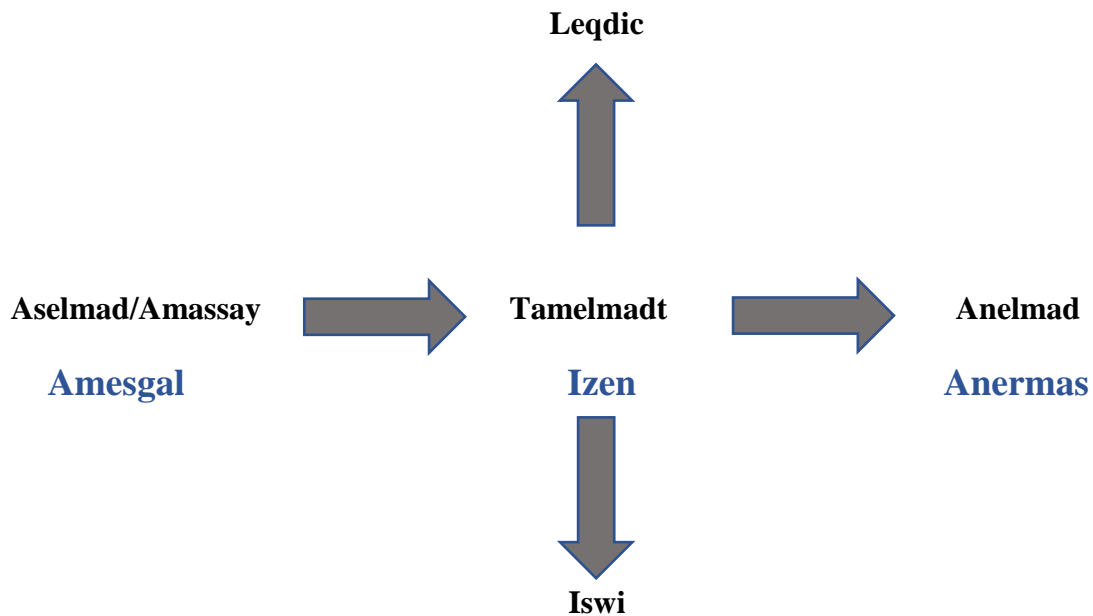 Leqdic
Aselmad/Amassay
Tamelmadt
Anelmad
Amesgal
Izen
Anermas
Iswi